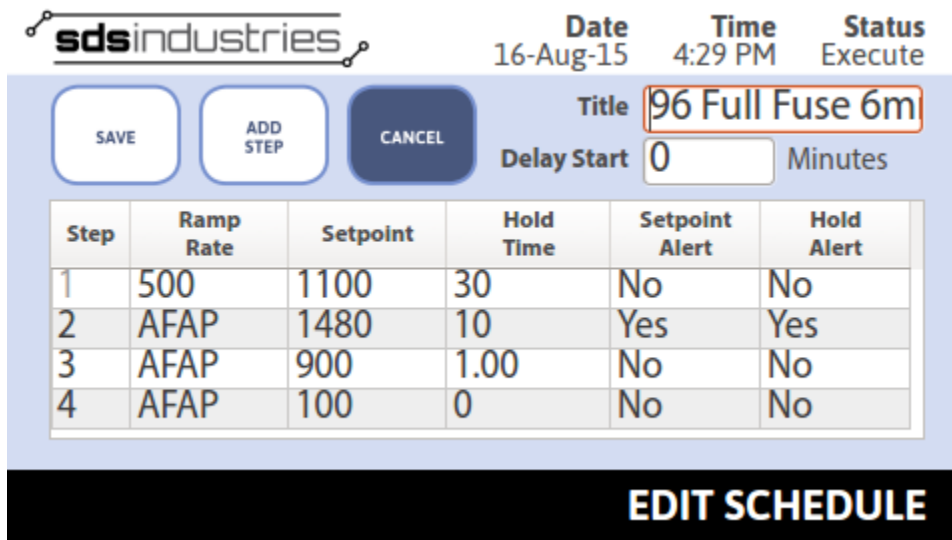 sdsindustries
Date Time Status
16-Aug-15 4:29 PM Execute
SAVE
ADD
STEP
CANCEL
Title 96 Full Fuse 6m
Delay Start 0 Minutes
Step Ramp Rate Setpoint Hold Time Setpoint Alert Hold Alert
1 500 1100 30 No No
2 AFAP 1480 10 Yes Yes
3 AFAP 900 1.00 No No
4 AFAP 100 0 No No
EDIT SCHEDULE